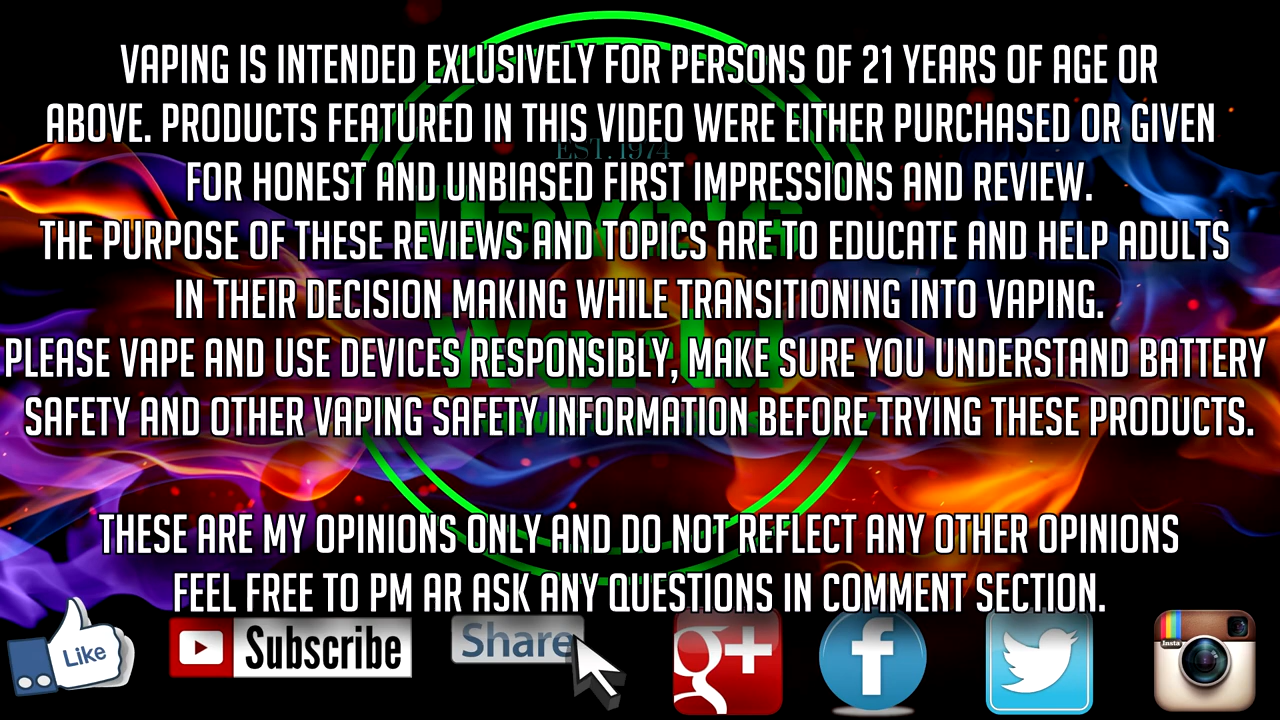 VAPING IS INTENDED EXLUSIVELY FOR PERSONS OF 21 YEARS OF AGE OR
ABOVE. PRODUCTS FEATURED IN THIS VIDEO WERE EITHER PURCHASED OR GIVEN
EST. 1974
FOR HONEST AND UNBIASED FIRST IMPRESSIONS AND REVIEW.
THE PURPOSE OF THESE REVIEWS AND TOPICS ARE TO EDUCATE AND HELP ADULTS
IN THEIR DECISION MAKING WHILE TRANSITIONING INTO VAPING.
World
PLEASE VAPE AND USE DEVICES RESPONSIBLY, MAKE SURE YOU UNDERSTAND BATTERY
SAFETY AND OTHER VAPING SAFETY INFORMATION BEFORE TRYING THESE PRODUCTS.
THESE ARE MY OPINIONS ONLY AND DO NOT REFLECT ANY OTHER OPINIONS
FEEL FREE TO PM AR ASK ANY QUESTIONS IN COMMENT SECTION.
Like
Subscribe
Share
g+
f
Insta